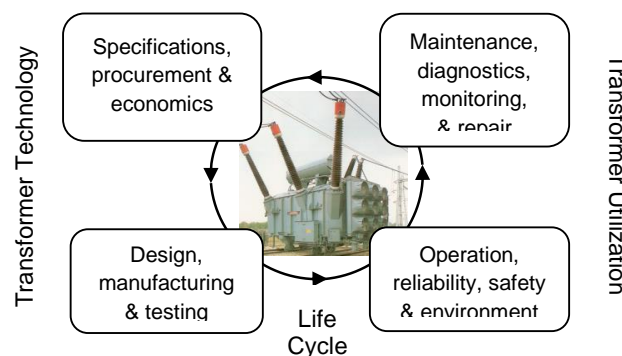 Transformer Technology
Specifications,
procurement &
economics
Maintenance,
diagnostics,
monitoring,
& repair
Design,
manufacturing
& testing
Operation,
reliability, safety
& environment
Life
Cycle
Transformer Utilization